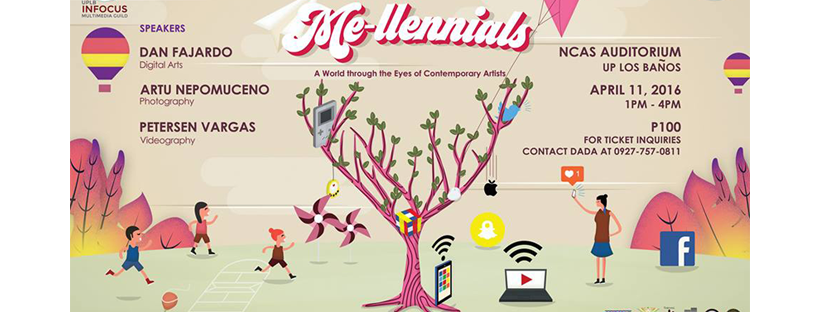 UPLB
INFOCUS
MULTIMEDIA GUILD
SPEAKERS
DAN FAJARDO
Digital Arts
ARTU NEPOMUCENO
Photography
PETERSEN VARGAS
Videography
Me-llennials
A World through the Eyes of Contemporary Artists
NCAS AUDITORIUM
UP LOS BAÑOS
APRIL 11, 2016
1PM - 4PM
P100
FOR TICKET INQUIRIES
CONTACT DADA AT 0927-757-0811
1
f